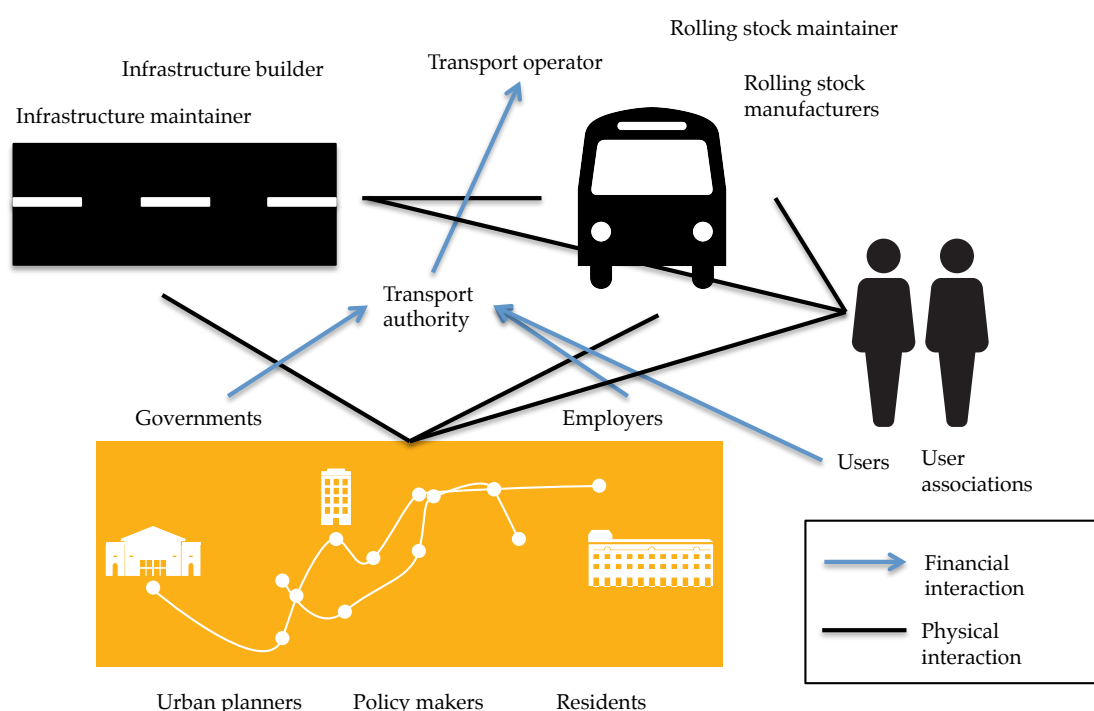 Rolling stock maintainer
Transport operator
Infrastructure builder
Rolling stock
manufacturers
Infrastructure maintainer
Transport
authority
Governments
Employers
Users
User
associations
Financial
interaction
Physical
interaction
Urban planners
Policy makers
Residents